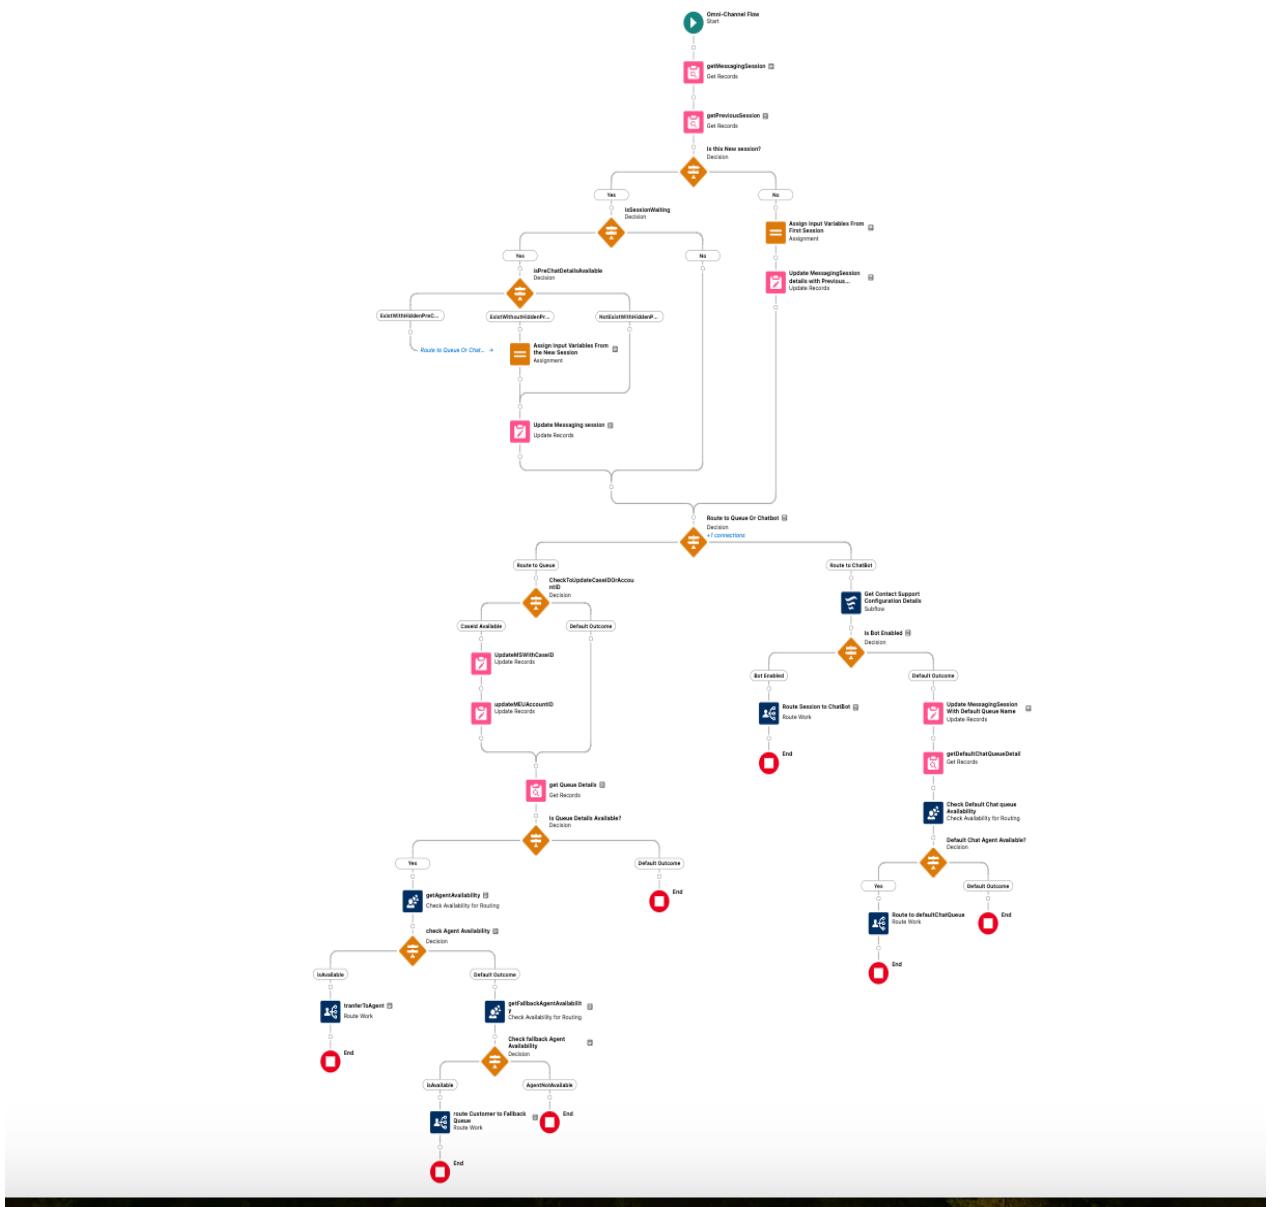 Omni-Channel Flow
Start
getMessagingSession
Get Records
getPreviousSession
Get Records
Is this New session?
Decision
Yes
No
isSessionWaiting
Decision
Assign Input Variables From
First Session
Assignment
Yes
No
isPreChatDetailsAvailable
Decision
Update MessagingSession
details with Previous...
Update Records
ExistWithHiddenPreC...
ExistWithoutHiddenPr...
NotExistWithHiddenP...
Route to Queue Or Chat... →
Assign Input Variables From
the New Session
Assignment
Update Messaging session
Update Records
Route to Queue Or Chatbot
Decision
+1 connections
Route to Queue
Route to ChatBot
CheckToUpdateCaseIDOrAccou
ntID
Decision
Get Contact Support
Configuration Details
Subflow
CaseId Available
Default Outcome
Is Bot Enabled
Decision
UpdateMSWithCaseID
Update Records
Bot Enabled
Default Outcome
updateMEUAccountID
Update Records
Route Session to ChatBot
Route Work
Update MessagingSession
With Default Queue Name
Update Records
End
getDefaultChatQueueDetail
Get Records
get Queue Details
Get Records
Check Default Chat queue
Availability
Check Availability for Routing
Is Queue Details Available?
Decision
Default Chat Agent Available?
Decision
Yes
Default Outcome
Yes
Default Outcome
getAgentAvailability
Check Availability for Routing
End
Route to defaultChatQueue
Route Work
End
check Agent Availability
Decision
End
isAvailable
Default Outcome
tranferToAgent
Route Work
getFallbackAgentAvailabilit
y
Check Availability for Routing
End
Check fallback Agent
Availability
Decision
isAvailable
AgentNotAvailable
route Customer to Fallback
Queue
Route Work
End
End